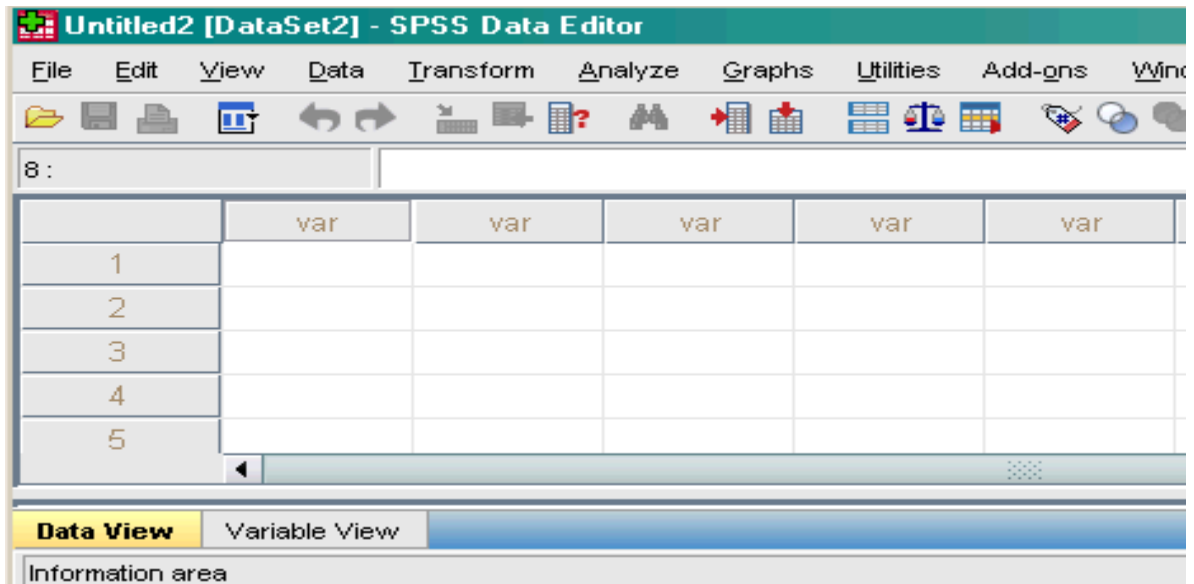 Untitled2 [DataSet2] - SPSS Data Editor
File Edit View Data Transform Analyze Graphs Utilities Add-ons
8 :
var var var var var
1
2
3
4
5
Data View Variable View
Information area